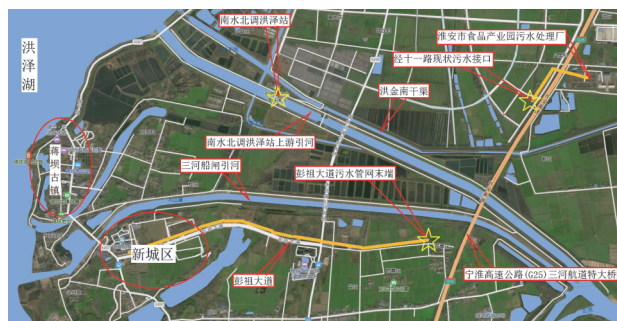 南水北调洪泽站
淮安市食品产业园污水处理厂
经十一路现状污水接口
洪泽湖
洪金南干渠
南水北调洪泽站上游引河
三河船闸引河
彭祖大道污水管网末端
蒋坝古镇
新城区
彭祖大道
宁淮高速公路(G25)三河航道特大桥